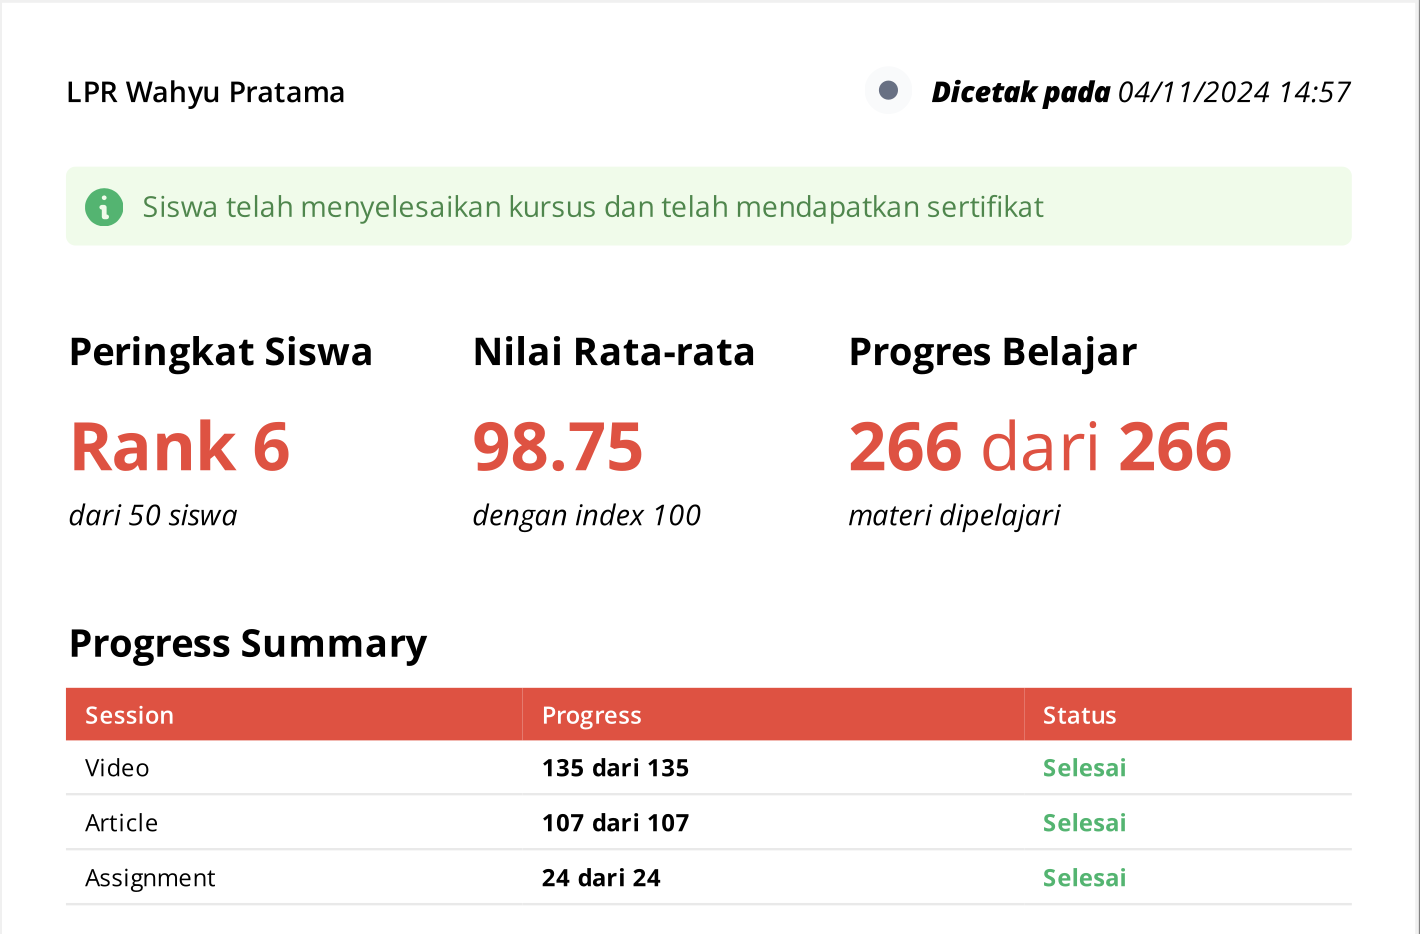 LPR Wahyu Pratama
Dicetak pada 04/11/2024 14:57
Siswa telah menyelesaikan kursus dan telah mendapatkan sertifikat
Peringkat Siswa
Rank 6
dari 50 siswa
Nilai Rata-rata
98.75
dengan index 100
Progres Belajar
266 dari 266
materi dipelajari
Progress Summary
Session Progress Status
Video 135 dari 135 Selesai
Article 107 dari 107 Selesai
Assignment 24 dari 24 Selesai